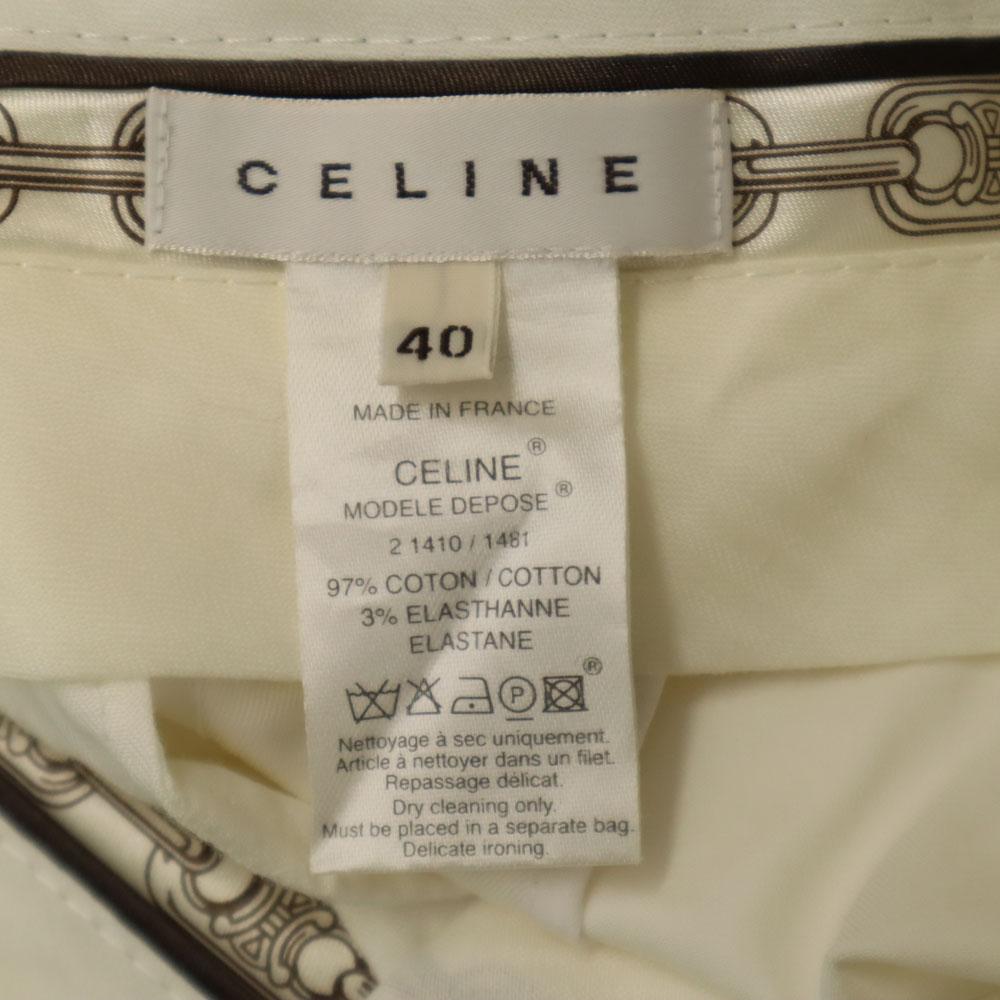 CELINE
40
MADE IN FRANCE
CELINE®
MODELE DEPOSE®
2 1410 / 1481
97% COTON / COTTON
3% ELASTHANNE
ELASTANE
P ®
Nettoyage à sec uniquement.
Article à nettoyer dans un filet.
Repassage délicat.
Dry cleaning only.
Must be placed in a separate bag.
Delicate ironing.